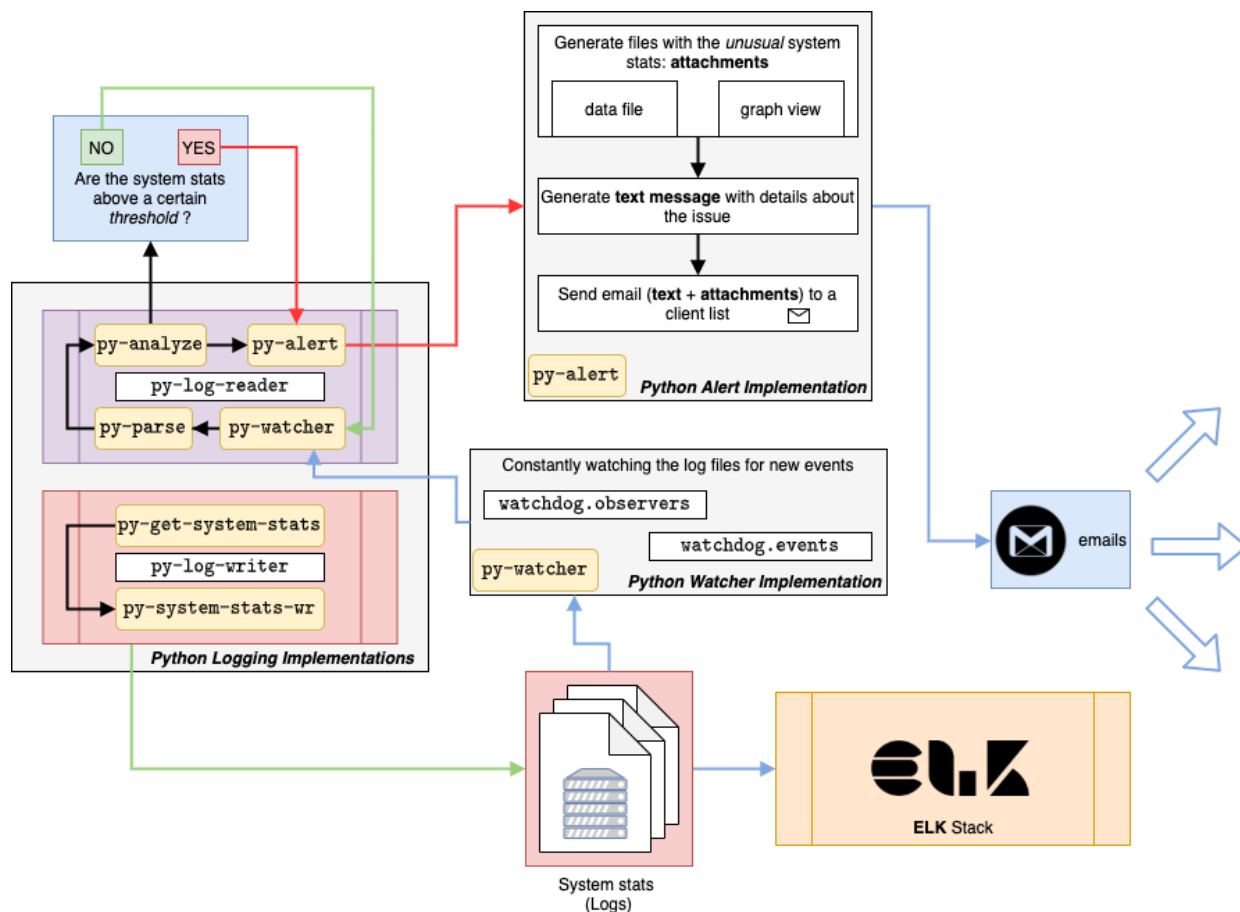 Generate files with the unusual system
stats: attachments
data file
graph view
NO
YES
Are the system stats
above a certain
threshold ?
Generate text message with details about
the issue
Send email (text + attachments) to a
client list
py-alert
Python Alert Implementation
py-analyze
py-alert
py-log-reader
py-parse
py-watcher
Constantly watching the log files for new events
watchdog.observers
watchdog.events
py-watcher
Python Watcher Implementation
emails
py-get-system-stats
py-log-writer
py-system-stats-wr
Python Logging Implementations
ELK
ELK Stack
System stats
(Logs)